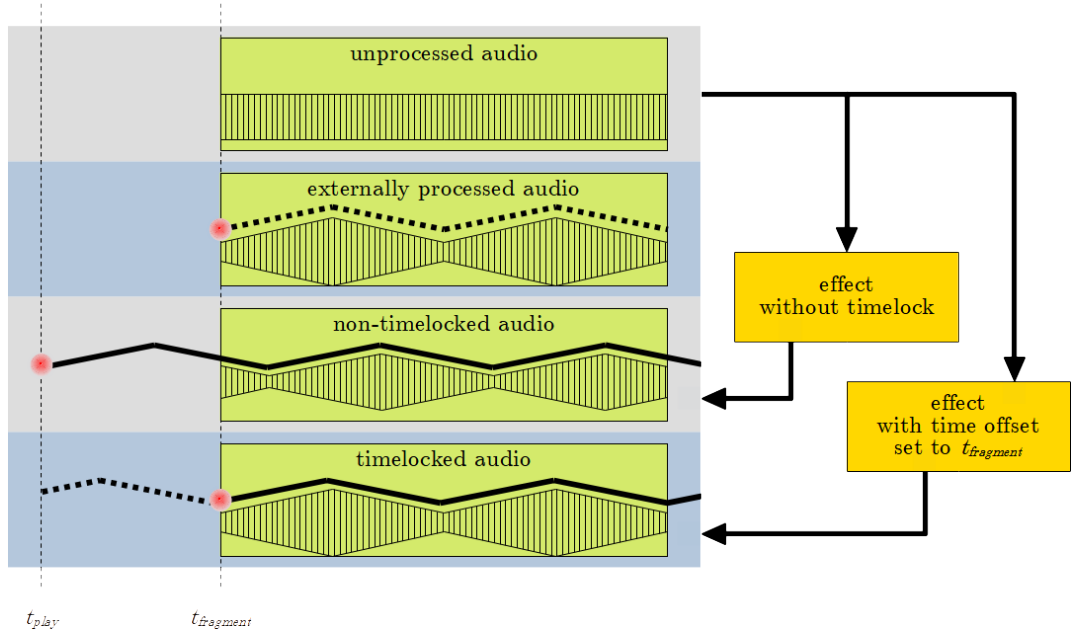 unprocessed audio
externally processed audio
non-timelocked audio
timelocked audio
effect
without timelock
effect
with time offset
set to t_fragment
t_play
t_fragment